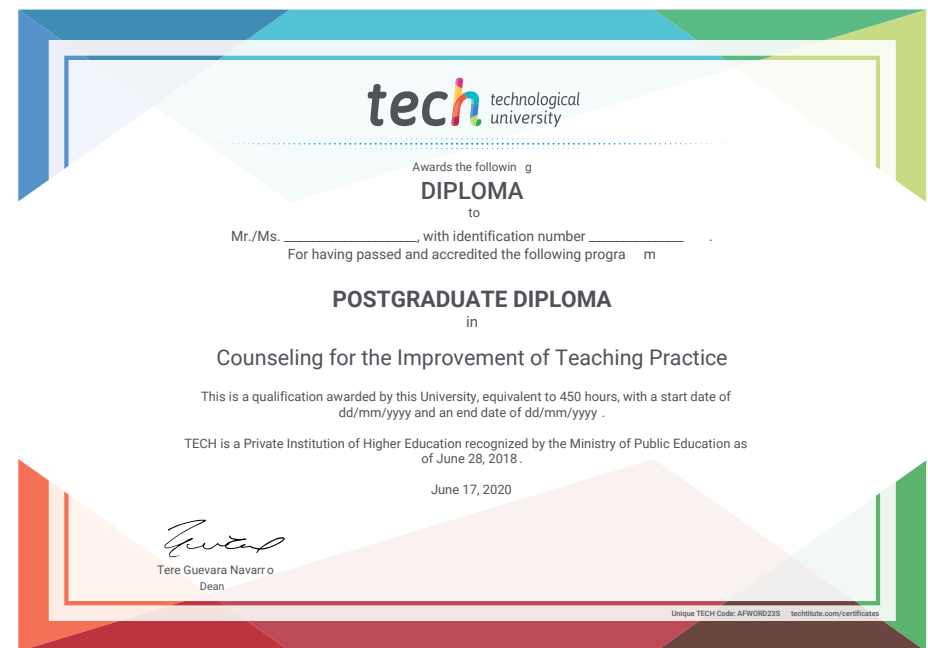 tech technological
university
Awards the followin g
DIPLOMA
to
Mr./Ms. ____________________, with identification number ______________ .
For having passed and accredited the following progra m
POSTGRADUATE DIPLOMA
in
Counseling for the Improvement of Teaching Practice
This is a qualification awarded by this University, equivalent to 450 hours, with a start date of
dd/mm/yyyy and an end date of dd/mm/yyyy .
TECH is a Private Institution of Higher Education recognized by the Ministry of Public Education as
of June 28, 2018 .
June 17, 2020
Tere Guevara Navarr o
Dean
Unique TECH Code: AFWORD23S techtitute.com/certificates